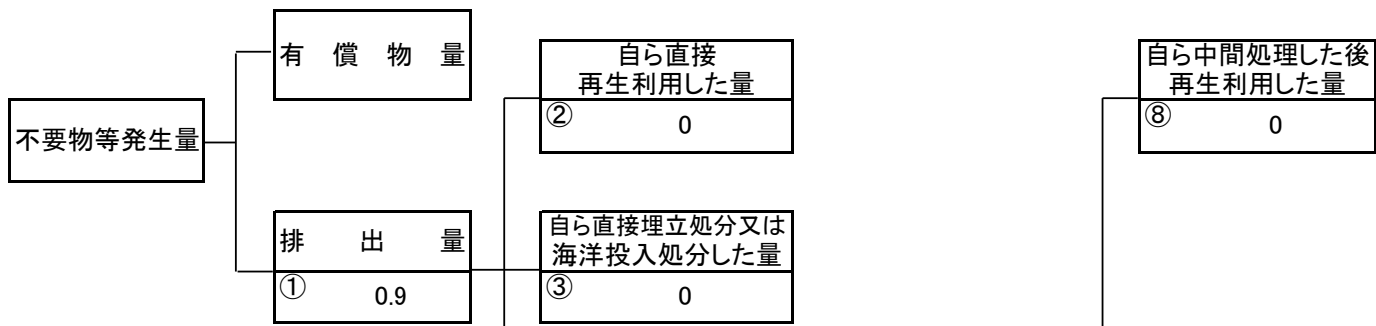 有償物量
自ら直接
再生利用した量
② 0
自ら中間処理した後
再生利用した量
⑧ 0
不要物等発生量
排出量
① 0.9
自ら直接埋立処分又は
海洋投入処分した量
③ 0